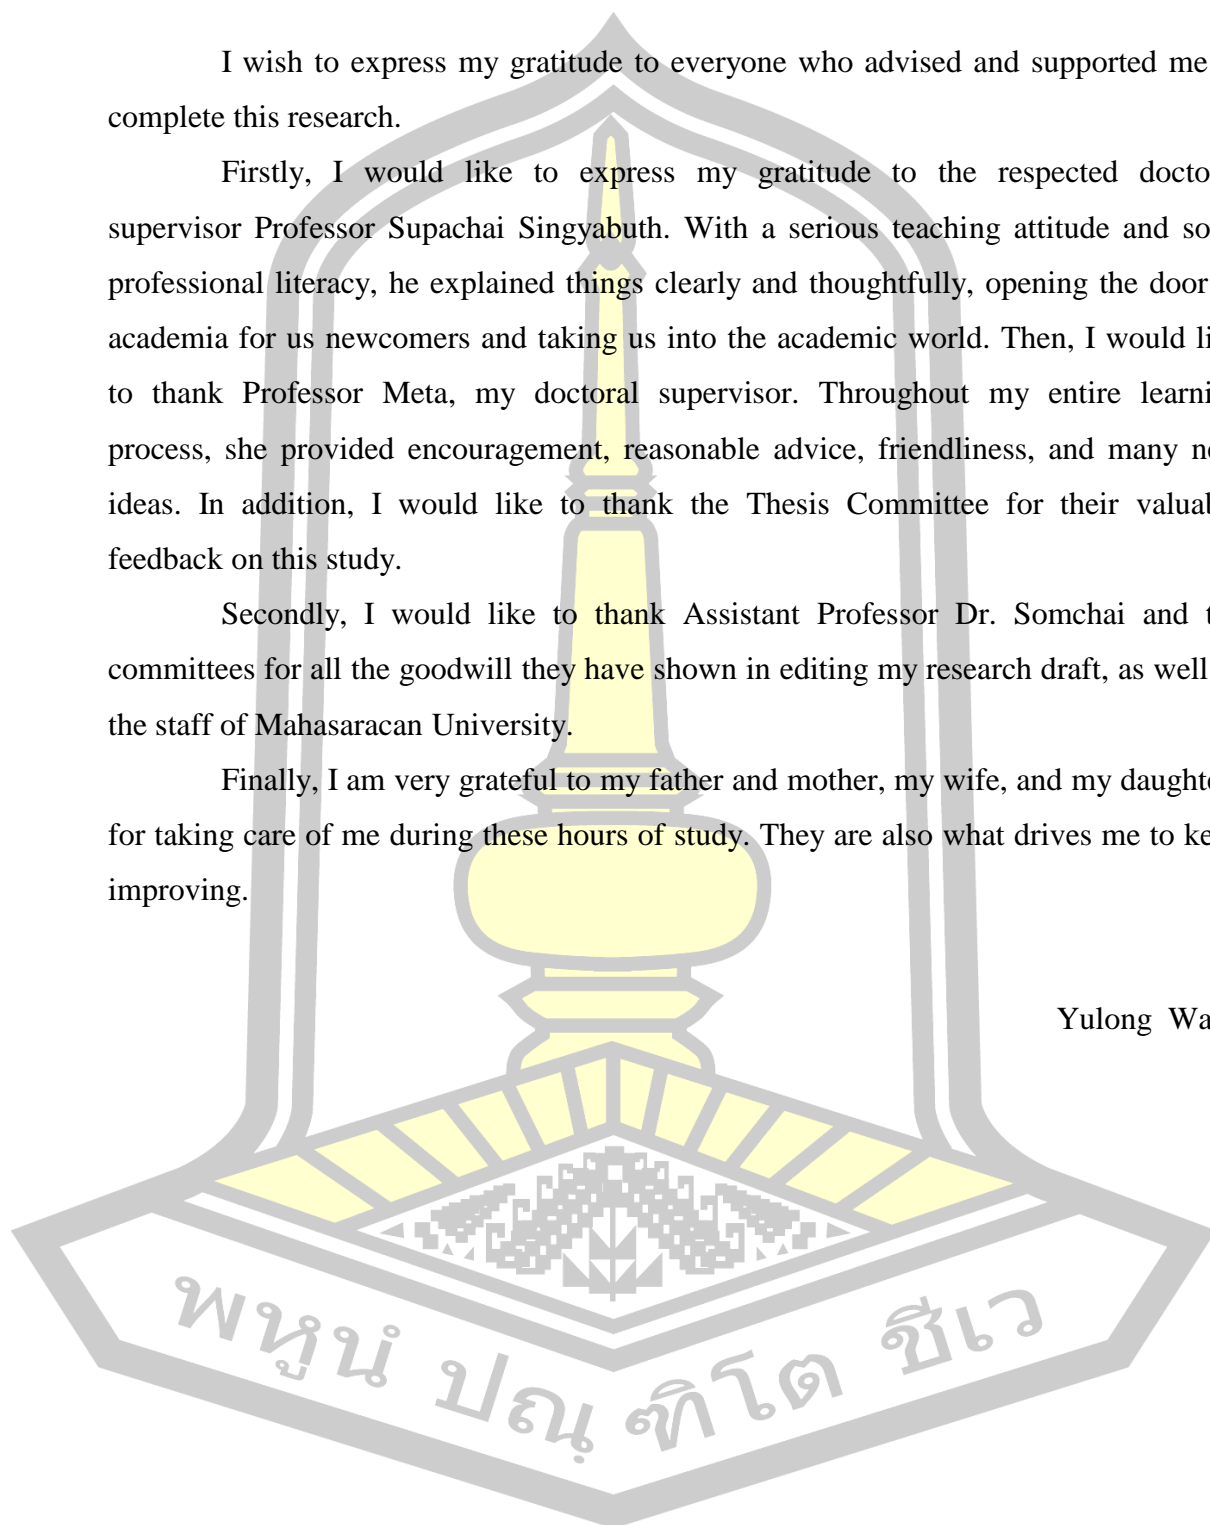 I wish to express my gratitude to everyone who advised and supported me
complete this research.
Firstly, I would like to express my gratitude to the respected docto
supervisor Professor Supachai Singyabuth. With a serious teaching attitude and so
professional literacy, he explained things clearly and thoughtfully, opening the door
academia for us newcomers and taking us into the academic world. Then, I would li
to thank Professor Meta, my doctoral supervisor. Throughout my entire learni
process, she provided encouragement, reasonable advice, friendliness, and many ne
ideas. In addition, I would like to thank the Thesis Committee for their valuab
feedback on this study.
Secondly, I would like to thank Assistant Professor Dr. Somchai and t
committees for all the goodwill they have shown in editing my research draft, as well
the staff of Mahasaracan University.
Finally, I am very grateful to my father and mother, my wife, and my daughte
for taking care of me during these hours of study. They are also what drives me to ke
improving.
Yulong Wa
พหูนํ ปณฺฑิโต ชีเว